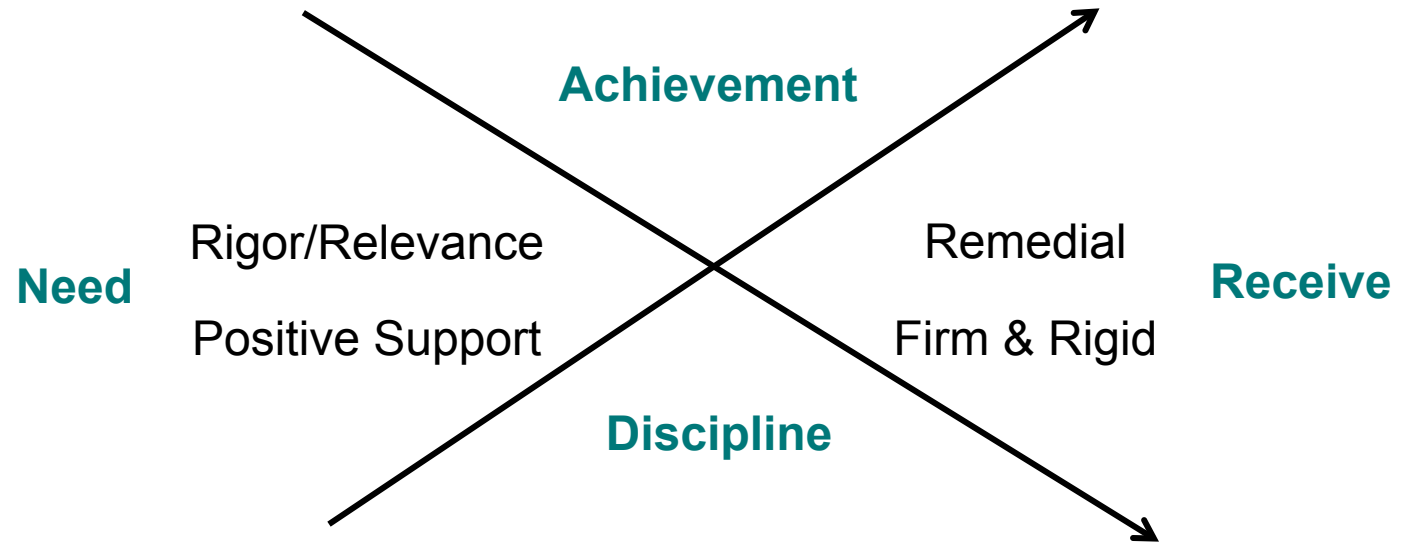 Achievement
Rigor/Relevance
Remedial
Need
Receive
Positive Support
Firm & Rigid
Discipline